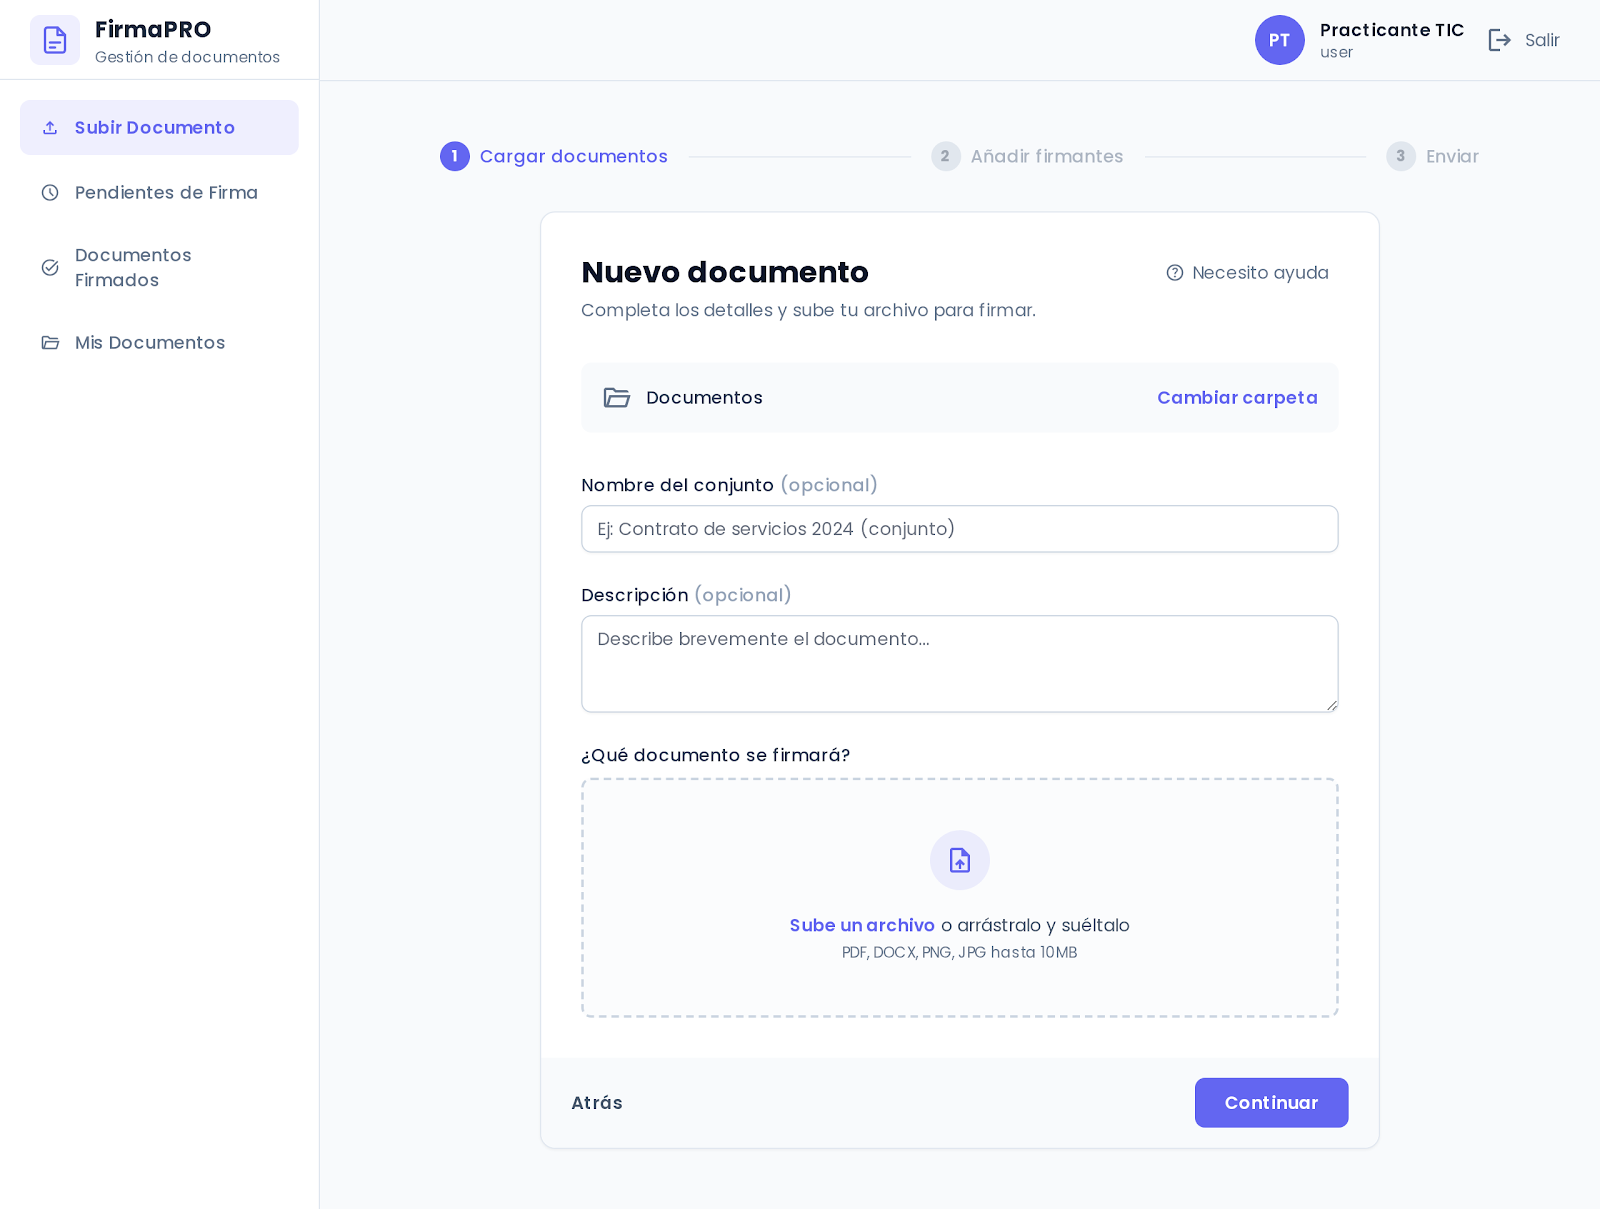 FirmaPRO
Gestión de documentos
PT
Practicante TIC
user
Salir
Subir Documento
Pendientes de Firma
Documentos
Firmados
Mis Documentos
1 Cargar documentos
2 Añadir firmantes
3 Enviar
Nuevo documento
Necesito ayuda
Completa los detalles y sube tu archivo para firmar.
Documentos
Cambiar carpeta
Nombre del conjunto (opcional)
Ej: Contrato de servicios 2024 (conjunto)
Descripción (opcional)
Describe brevemente el documento...
¿Qué documento se firmará?
Sube un archivo o arrástralo y suéltalo
PDF, DOCX, PNG, JPG hasta 10MB
Atrás
Continuar